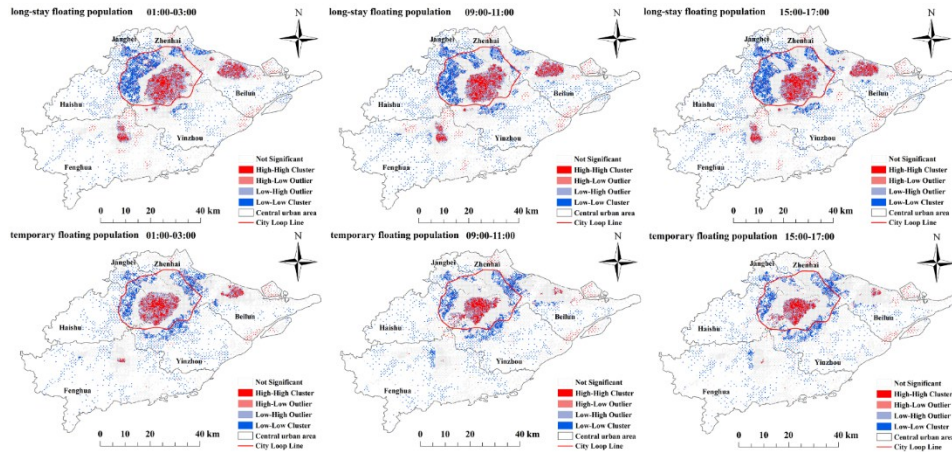 long-stay floating population 01:00-03:00
N
Jangbei
Zhenhai
Haishu
Beilun
Yinzhou
Fenghua
Not Significant
High-High Cluster
High-Low Outlier
Low-High Outlier
Low-Low Cluster
Central urban area
City Loop Line
0 10 20 40 km
long-stay floating population 09:00-11:00
N
Jangbei
Zhenhai
Haishu
Beilun
Yinzhou
Fenghua
Not Significant
High-High Cluster
High-Low Outlier
Low-High Outlier
Low-Low Cluster
Central urban area
City Loop Line
0 10 20 40 km
long-stay floating population 15:00-17:00
N
Jangbei
Zhenhai
Haishu
Beilun
Yinzhou
Fenghua
Not Significant
High-High Cluster
High-Low Outlier
Low-High Outlier
Low-Low Cluster
Central urban area
City Loop Line
0 10 20 40 km
temporary floating population 01:00-03:00
N
Jangbei
Zhenhai
Haishu
Beilun
Yinzhou
Fenghua
Not Significant
High-High Cluster
High-Low Outlier
Low-High Outlier
Low-Low Cluster
Central urban area
City Loop Line
0 10 20 40 km
temporary floating population 09:00-11:00
N
Jangbei
Zhenhai
Haishu
Beilun
Yinzhou
Fenghua
Not Significant
High-High Cluster
High-Low Outlier
Low-High Outlier
Low-Low Cluster
Central urban area
City Loop Line
0 10 20 40 km
temporary floating population 15:00-17:00
N
Jangbei
Zhenhai
Haishu
Beilun
Yinzhou
Fenghua
Not Significant
High-High Cluster
High-Low Outlier
Low-High Outlier
Low-Low Cluster
Central urban area
City Loop Line
0 10 20 40 km